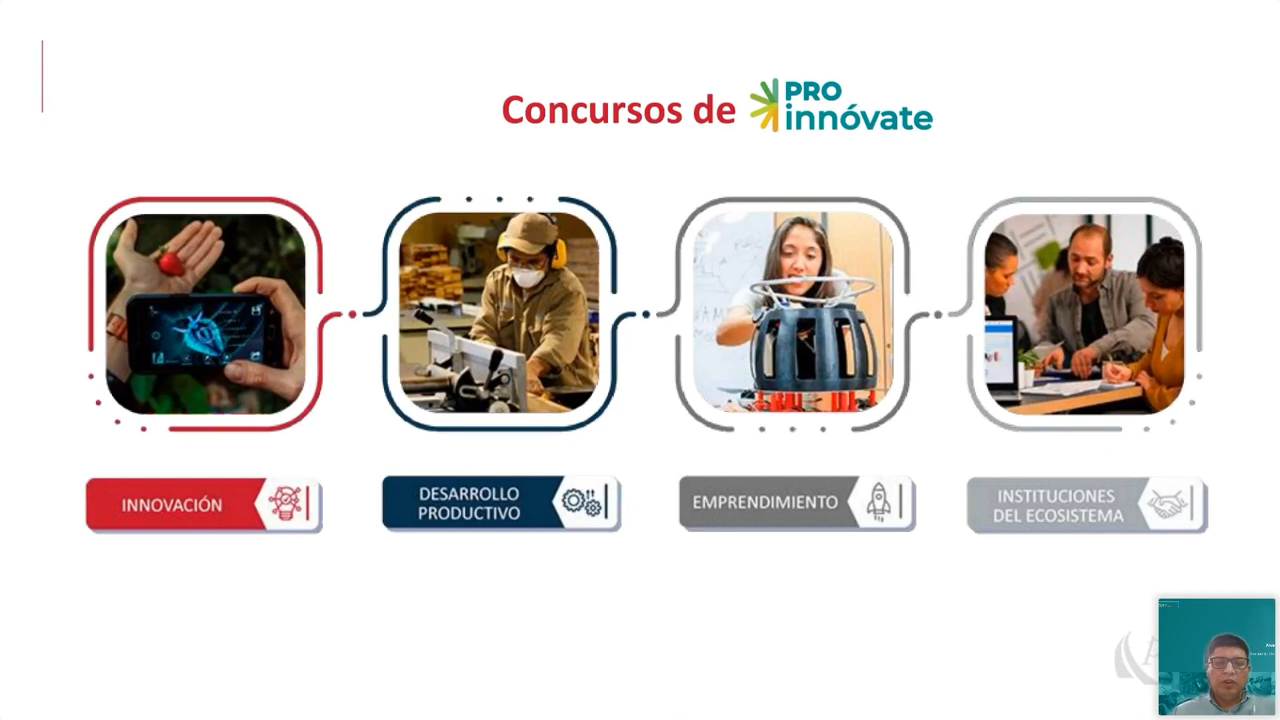 Concursos de PRO innóvate
INNOVACIÓN
DESARROLLO
PRODUCTIVO
EMPRENDIMIENTO
INSTITUCIONES
DEL ECOSISTEMA